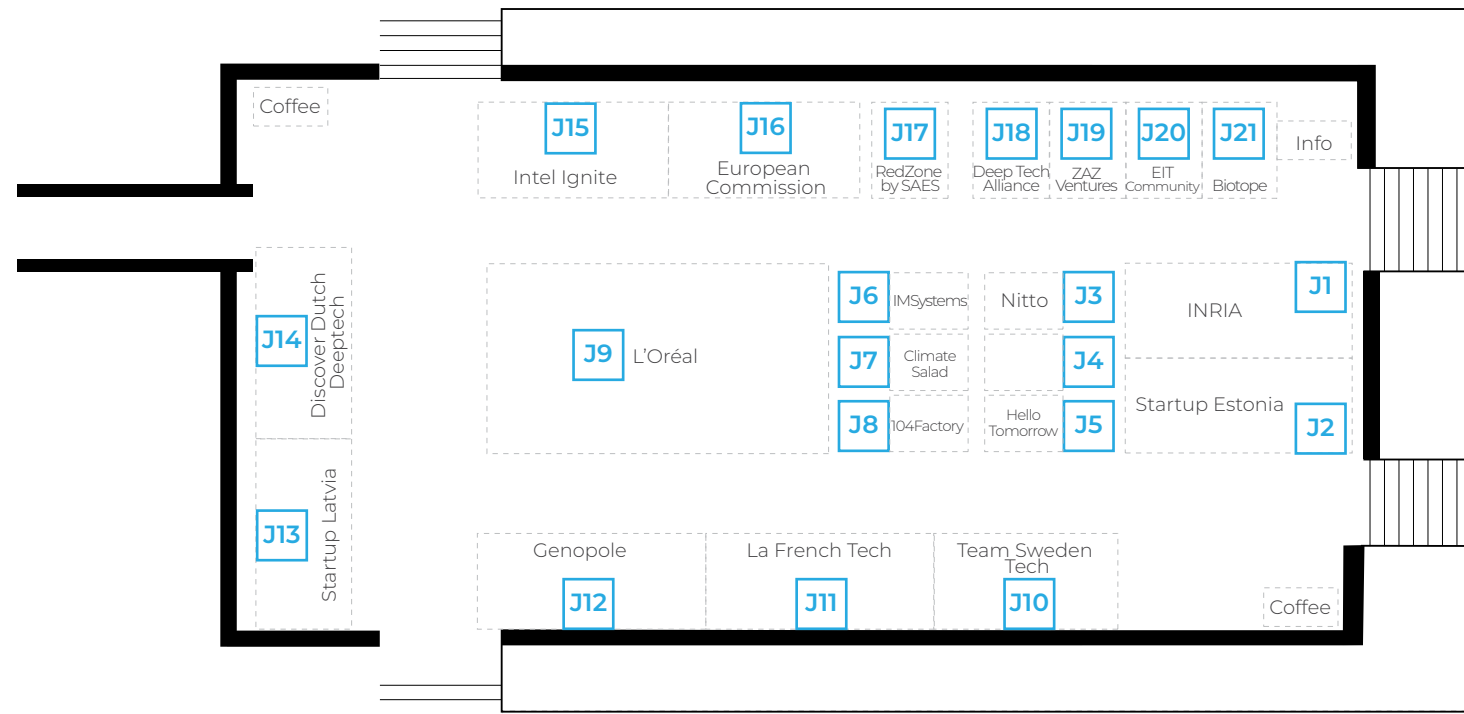 Coffee
J15
Intel Ignite
J16
European
Commission
J17
RedZone
by SAES
J18
Deep Tech
Alliance
J19
ZAZ
Ventures
J20
EIT
Community
J21
Biotope
Info
J14
Discover Dutch
Deeptech
J9
L’Oréal
J6
IMSystems
Nitto
J3
J7
Climate
Salad
J4
J8
104Factory
Hello
Tomorrow
J5
J1
INRIA
Startup Estonia
J2
J13
Startup Latvia
Genopole
J12
La French Tech
J11
Team Sweden
Tech
J10
Coffee